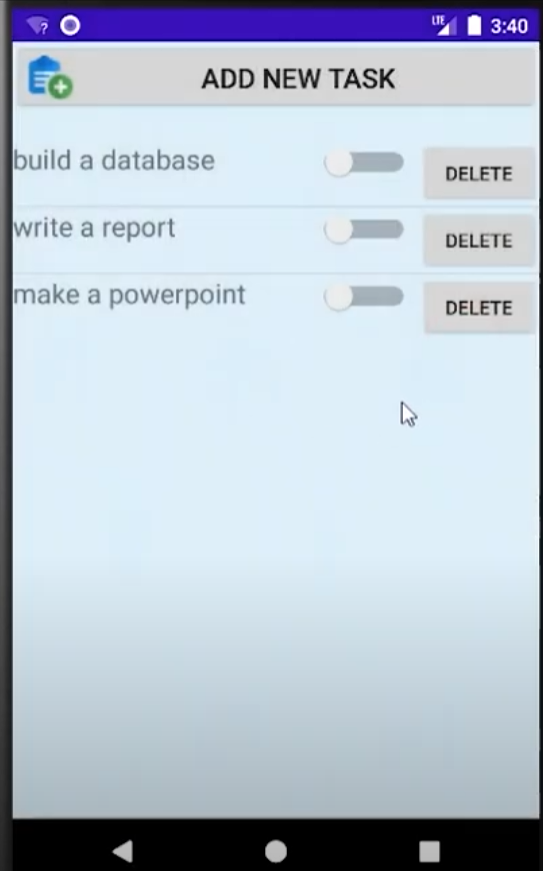 LTE 3:40
ADD NEW TASK
build a database DELETE
write a report DELETE
make a powerpoint DELETE